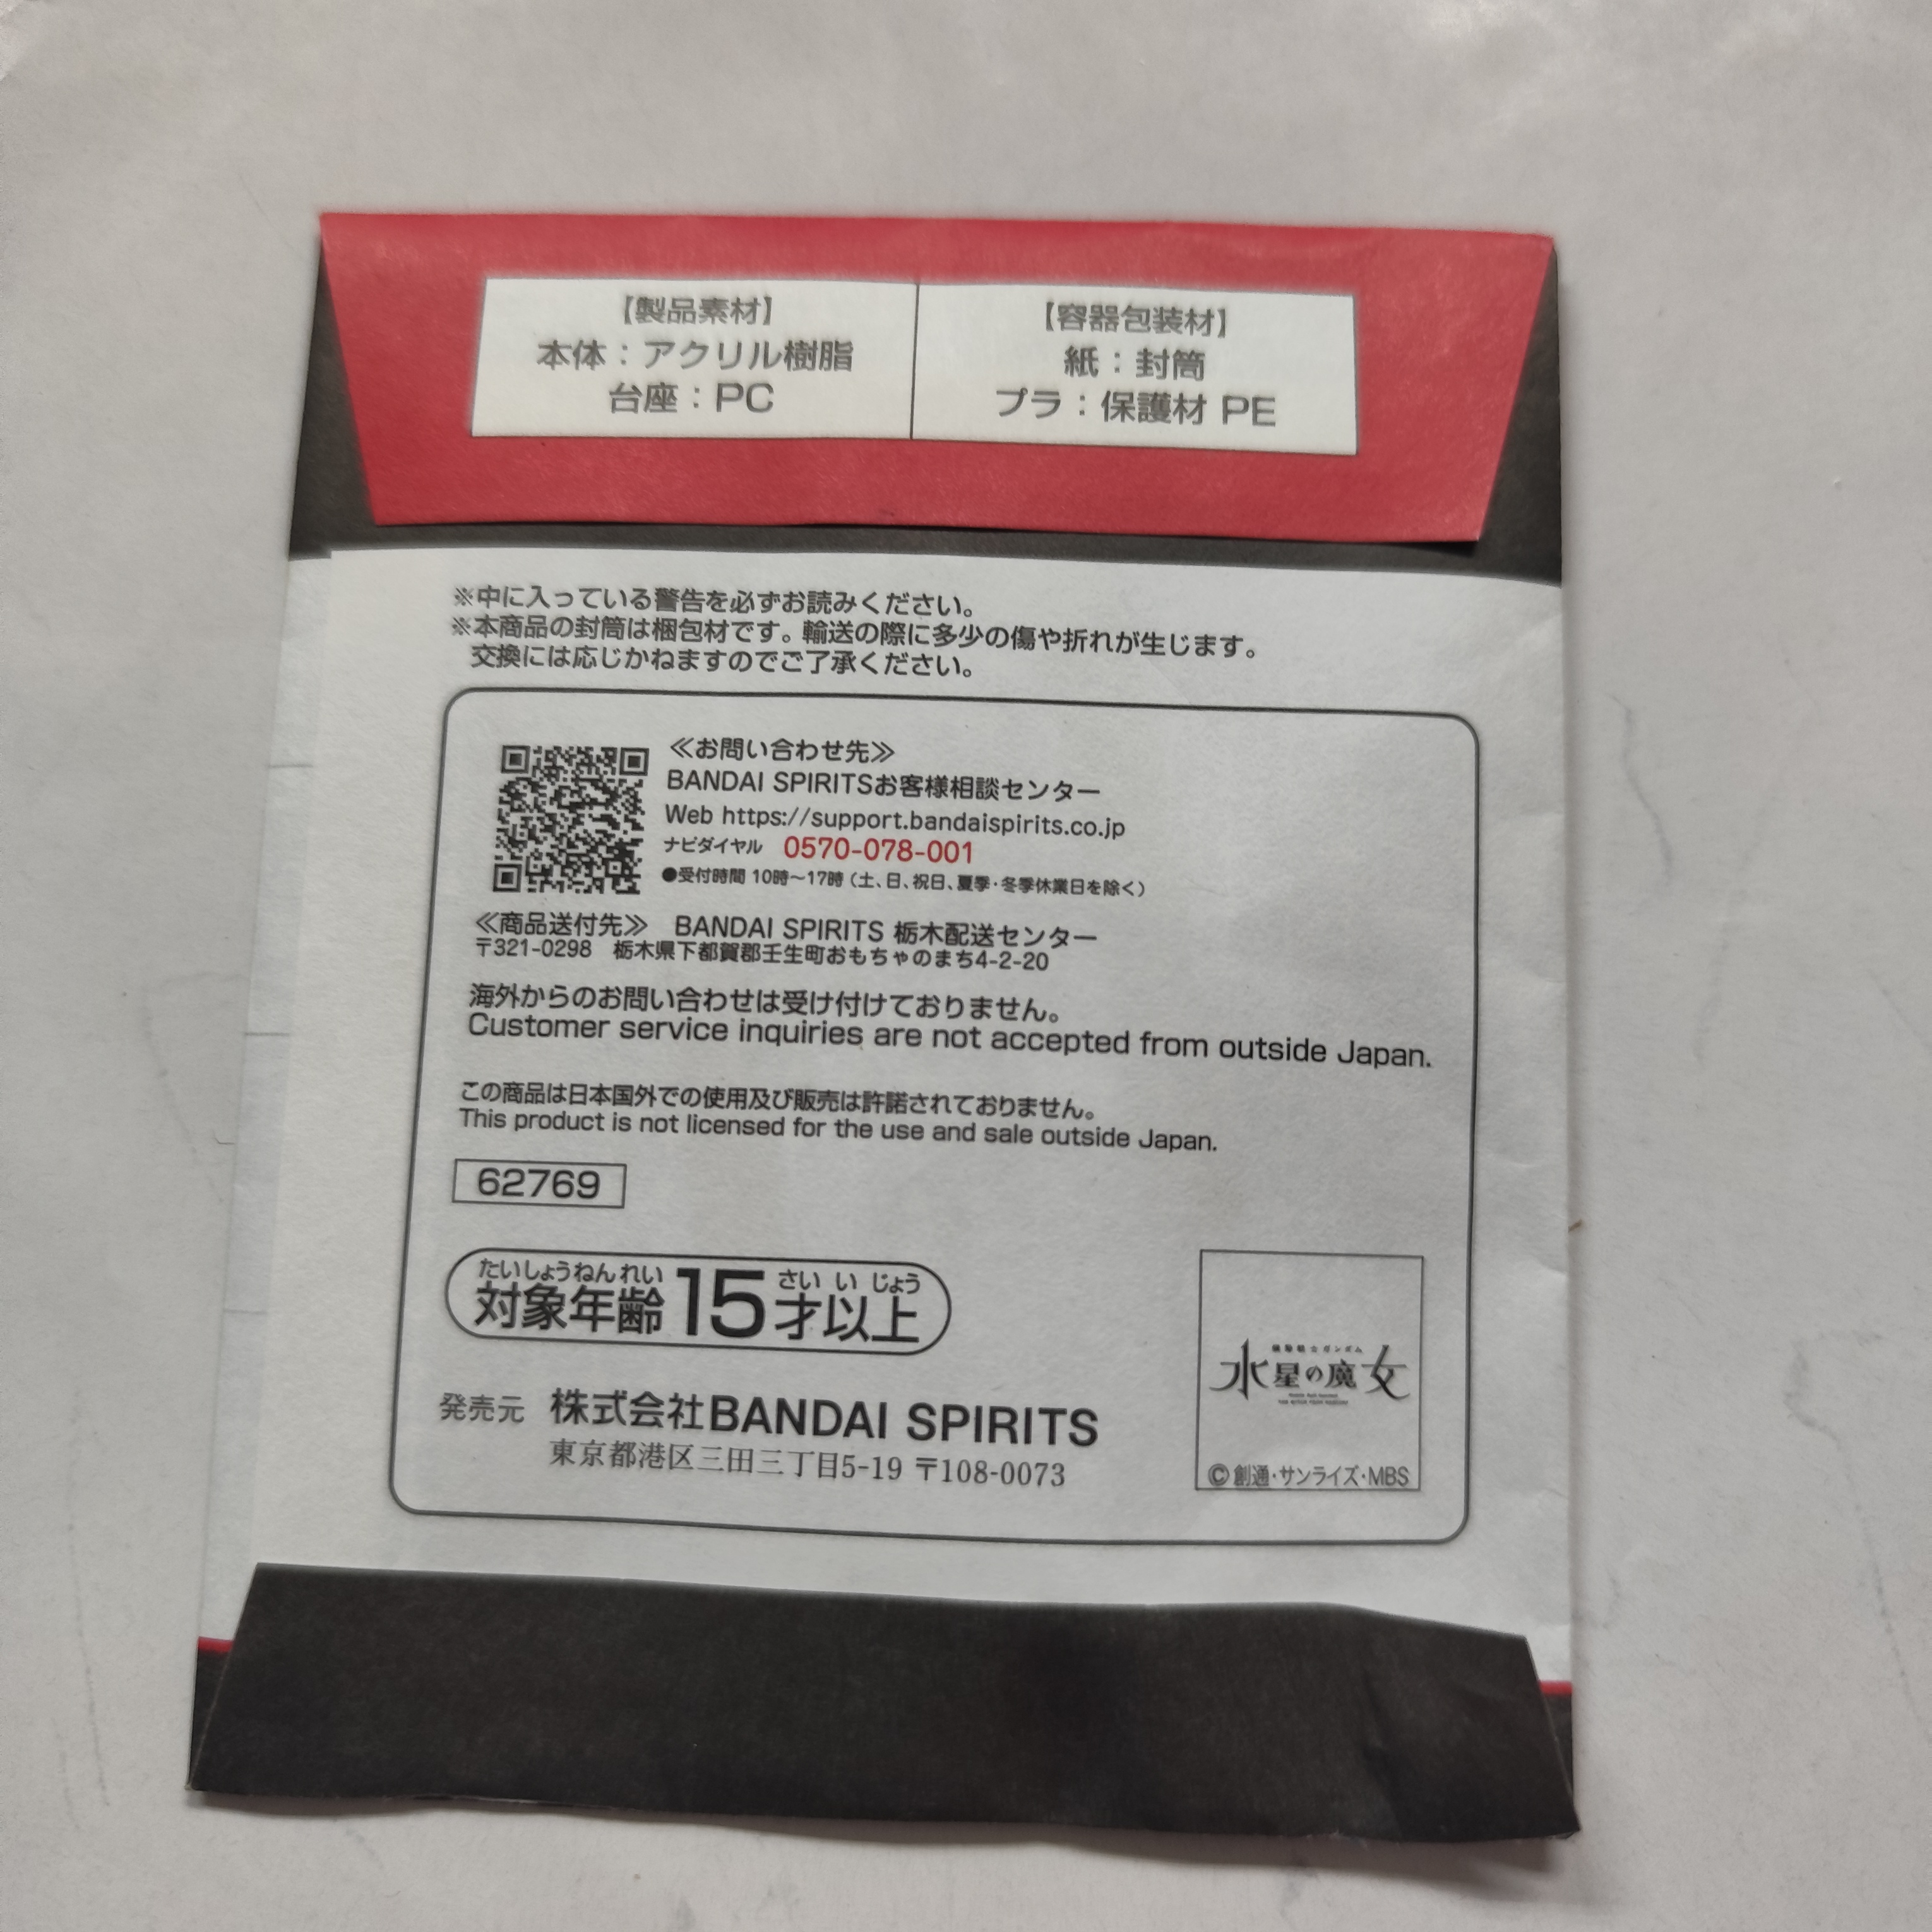 【製品素材】
本体：アクリル樹脂
台座：PC
【容器包装材】
紙：封筒
プラ：保護材 PE
※中に入っている警告を必ずお読みください。
※本商品の封筒は梱包材です。輸送の際に多少の傷や折れが生じます。
交換には応じかねますのでご了承ください。
≪お問い合わせ先≫
BANDAI SPIRITSお客様相談センター
Web https://support.bandaispirits.co.jp
ナビダイヤル 0570-078-001
●受付時間 10時～17時（土、日、祝日、夏季・冬季休業日を除く）
≪商品送付先≫ BANDAI SPIRITS 栃木配送センター
〒321-0298 栃木県下都賀郡壬生町おもちゃのまち4-2-20
海外からのお問い合わせは受け付けておりません。
Customer service inquiries are not accepted from outside Japan.
この商品は日本国外での使用及び販売は許諾されておりません。
This product is not licensed for the use and sale outside Japan.
62769
たいしょうねんれい さい い じょう
対象年齢15才以上
発売元 株式会社BANDAI SPIRITS
東京都港区三田三丁目5-19 〒108-0073
機動戦士ガンダム
水星の魔女
©創通・サンライズ・MBS